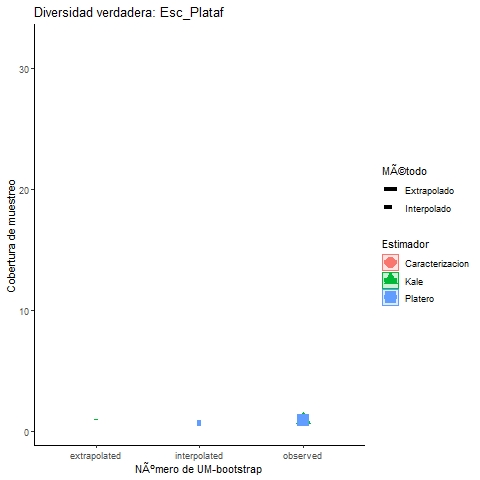 Diversidad verdadera: Esc_Plataf
30
20
10
0
Cobertura de muestreo
extrapolated
interpolated
observed
NÃºmero de UM-bootstrap
MÃ©todo
Extrapolado
Interpolado
Estimador
Caracterizacion
Kale
Platero